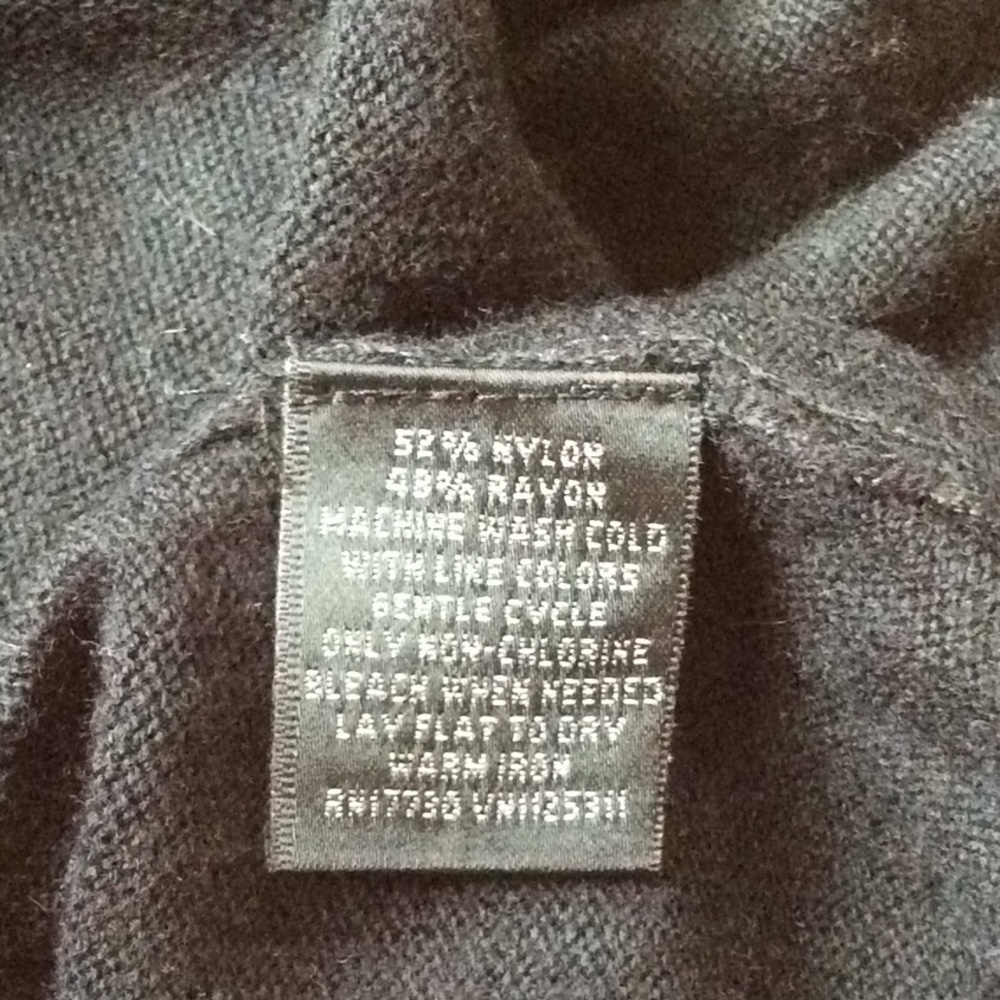 52% NYLON
48% RAYON
MACHINE WASH COLD
WITH LIKE COLORS
GENTLE CYCLE
ONLY NON-CHLORINE
BLEACH WHEN NEEDED
LAY FLAT TO DRY
WARM IRON
RN17730